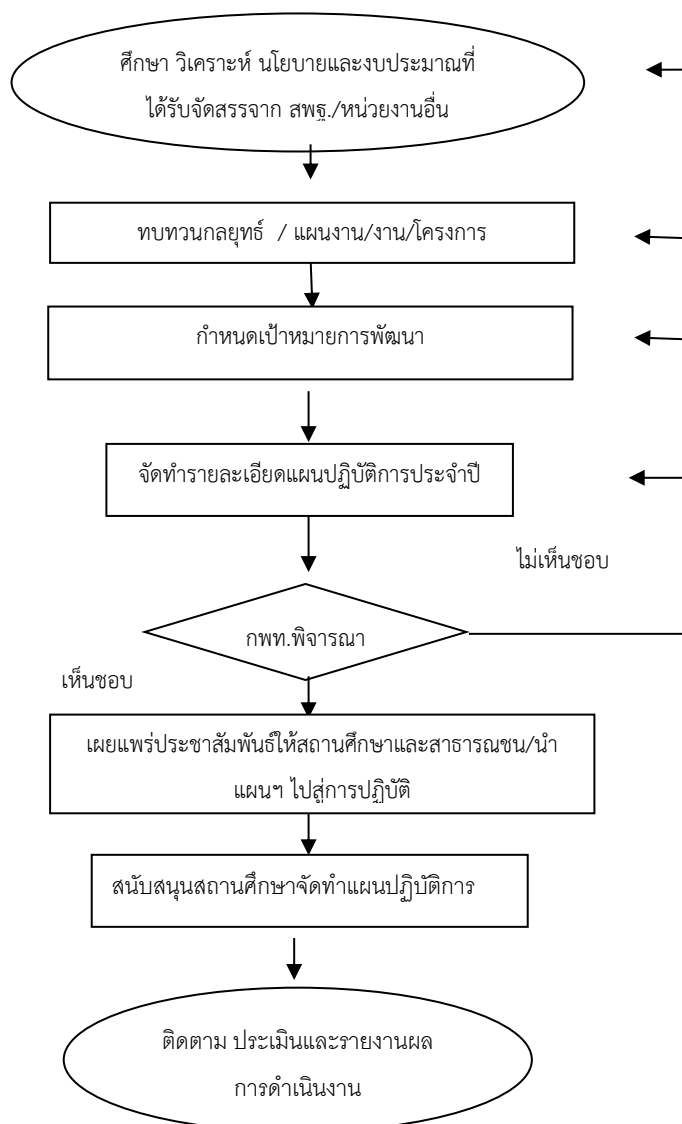 ศึกษา วิเคราะห์ นโยบายและงบประมาณที่
ได้รับจัดสรรจาก สพฐ./หน่วยงานอื่น
ทบทวนกลยุทธ์ / แผนงาน/งาน/โครงการ
กำหนดเป้าหมายการพัฒนา
จัดทำรายละเอียดแผนปฏิบัติการประจำปี
ไม่เห็นชอบ
กพท.พิจารณา
เห็นชอบ
เผยแพร่ประชาสัมพันธ์ให้สถานศึกษาและสาธารณชน/นำ
แผนฯ ไปสู่การปฏิบัติ
สนับสนุนสถานศึกษาจัดทำแผนปฏิบัติการ
ติดตาม ประเมินและรายงานผล
การดำเนินงาน